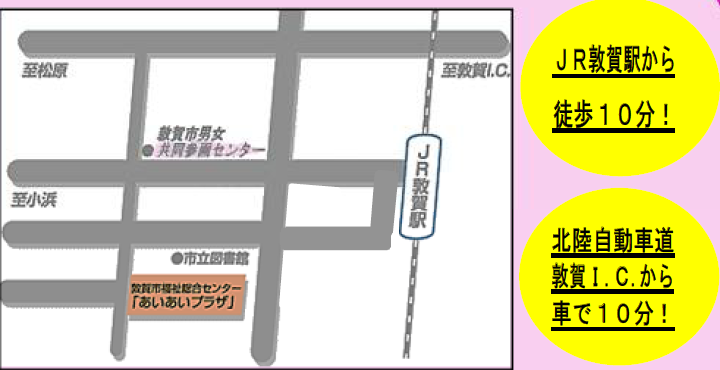 至松原
至敦賀I.C.
敦賀市男女
共同参画センター
JR敦賀駅
至小浜
市立図書館
敦賀市福祉総合センター
「あいあいプラザ」
JR敦賀駅から
徒歩10分!
北陸自動車道
敦賀I.C.から
車で10分!